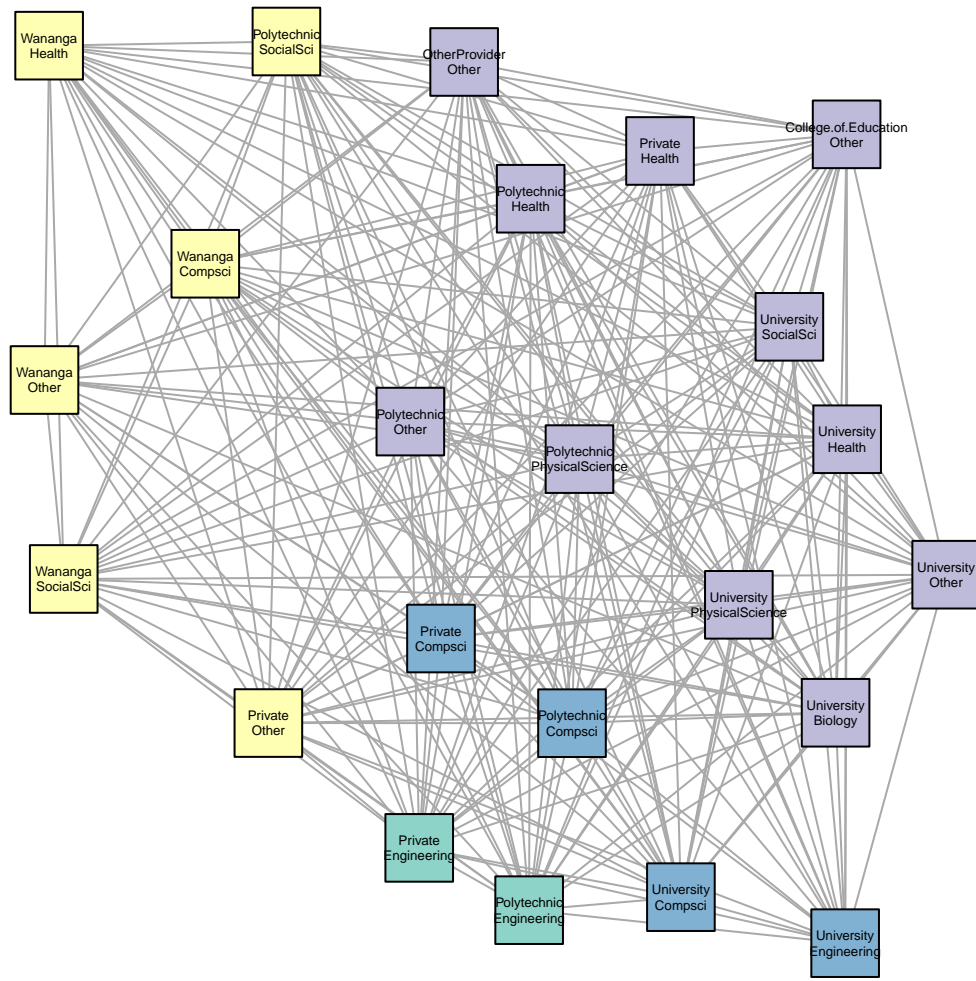 Wananga
Health
Polytechnic
SocialSci
OtherProvider
Other
College.of.Education
Other
Private
Health
Polytechnic
Health
Wananga
Compsci
University
SocialSci
Wananga
Other
Polytechnic
Other
University
Health
Polytechnic
PhysicalScience
University
Other
Wananga
SocialSci
University
PhysicalScience
Private
Compsci
University
Biology
Private
Other
Polytechnic
Compsci
Private
Engineering
University
Compsci
Polytechnic
Engineering
University
Engineering